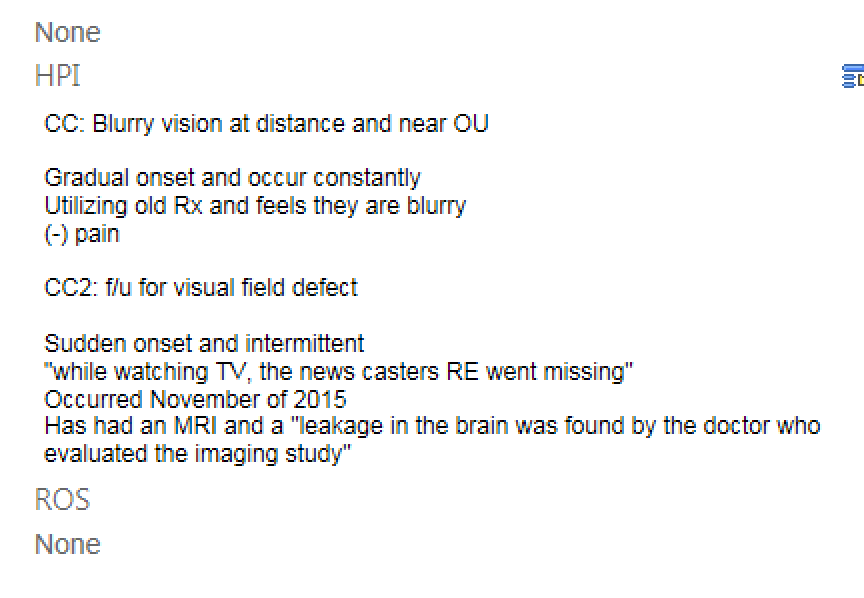 None
HPI
CC: Blurry vision at distance and near OU
Gradual onset and occur constantly
Utilizing old Rx and feels they are blurry
(-) pain
CC2: f/u for visual field defect
Sudden onset and intermittent
"while watching TV, the news casters RE went missing"
Occurred November of 2015
Has had an MRI and a "leakage in the brain was found by the doctor who
evaluated the imaging study"
ROS
None